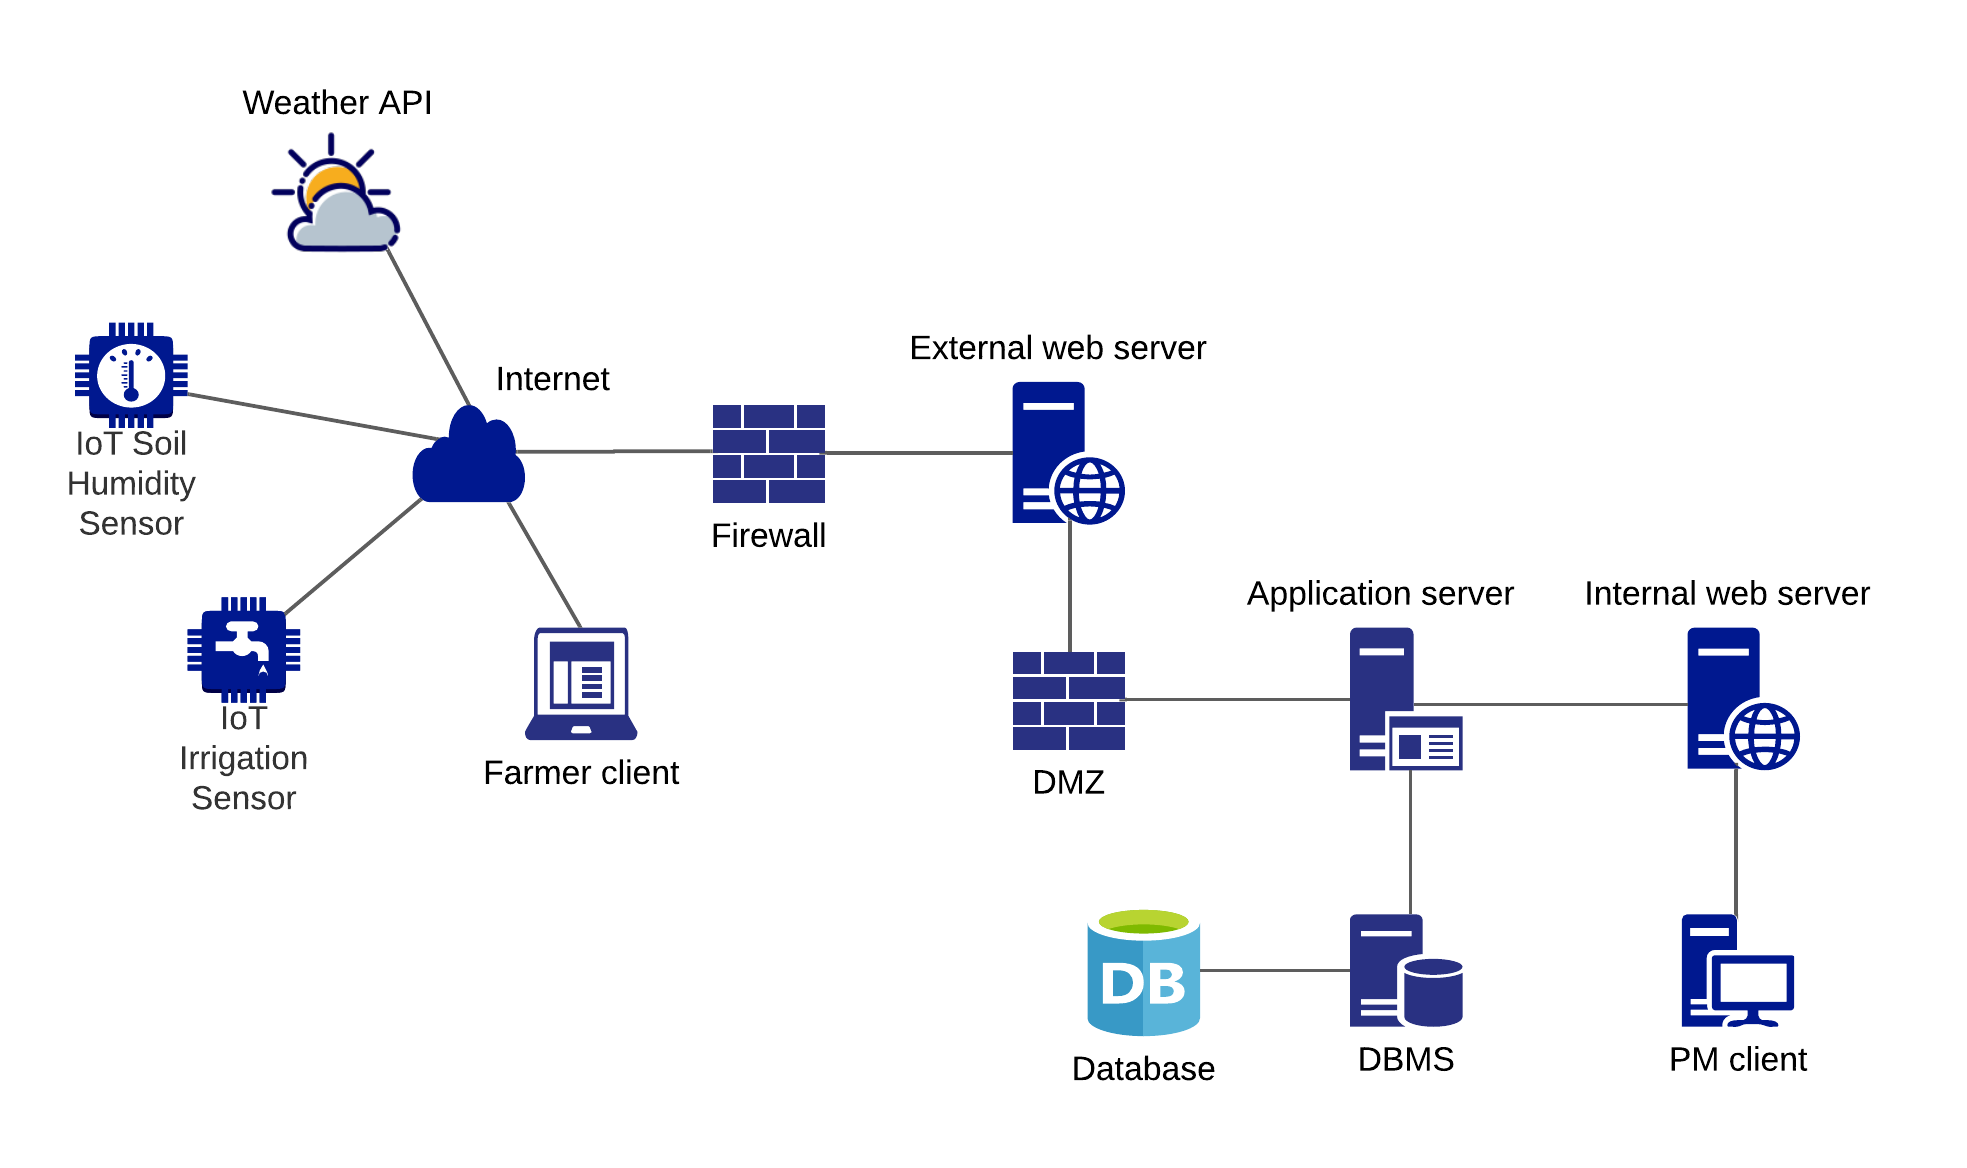 Weather API
Internet
IoT Soil
Humidity
Sensor
External web server
Firewall
IoT
Irrigation
Sensor
Farmer client
DMZ
Application server
Internal web server
DB
Database
DBMS
PM client